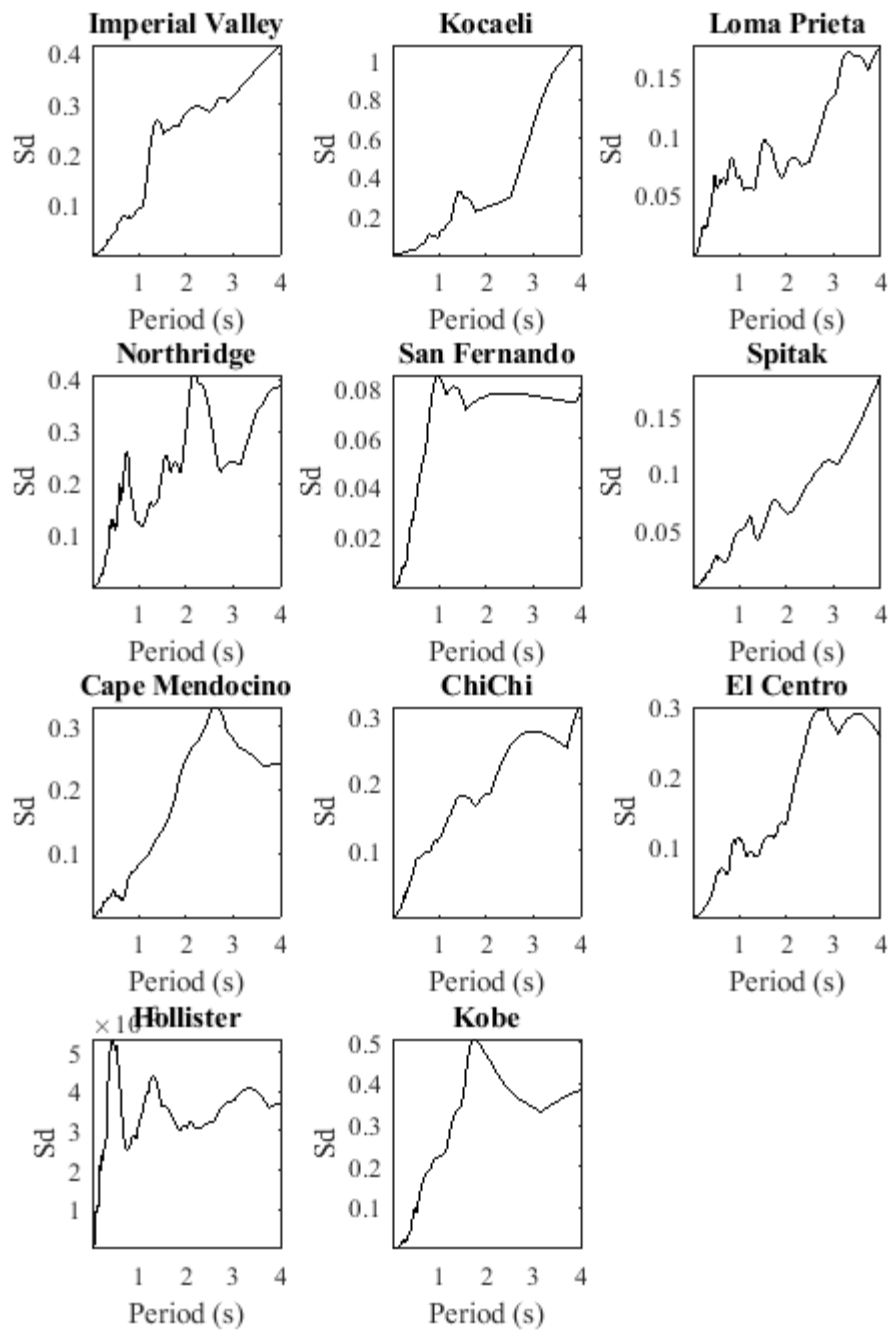 Imperial Valley
0.4
0.3
0.2
0.1
Sd
1 2 3 4
Period (s)
Kocaeli
1
0.8
0.6
0.4
0.2
Sd
1 2 3 4
Period (s)
Loma Prieta
0.15
0.1
0.05
Sd
1 2 3 4
Period (s)
Northridge
0.4
0.3
0.2
0.1
Sd
1 2 3 4
Period (s)
San Fernando
0.08
0.06
0.04
0.02
Sd
1 2 3 4
Period (s)
Spitak
0.15
0.1
0.05
Sd
1 2 3 4
Period (s)
Cape Mendocino
0.3
0.2
0.1
Sd
1 2 3 4
Period (s)
ChiChi
0.3
0.2
0.1
Sd
1 2 3 4
Period (s)
El Centro
0.3
0.2
0.1
Sd
1 2 3 4
Period (s)
Hollister
× 10
5
4
3
2
1
Sd
1 2 3 4
Period (s)
Kobe
0.5
0.4
0.3
0.2
0.1
Sd
1 2 3 4
Period (s)